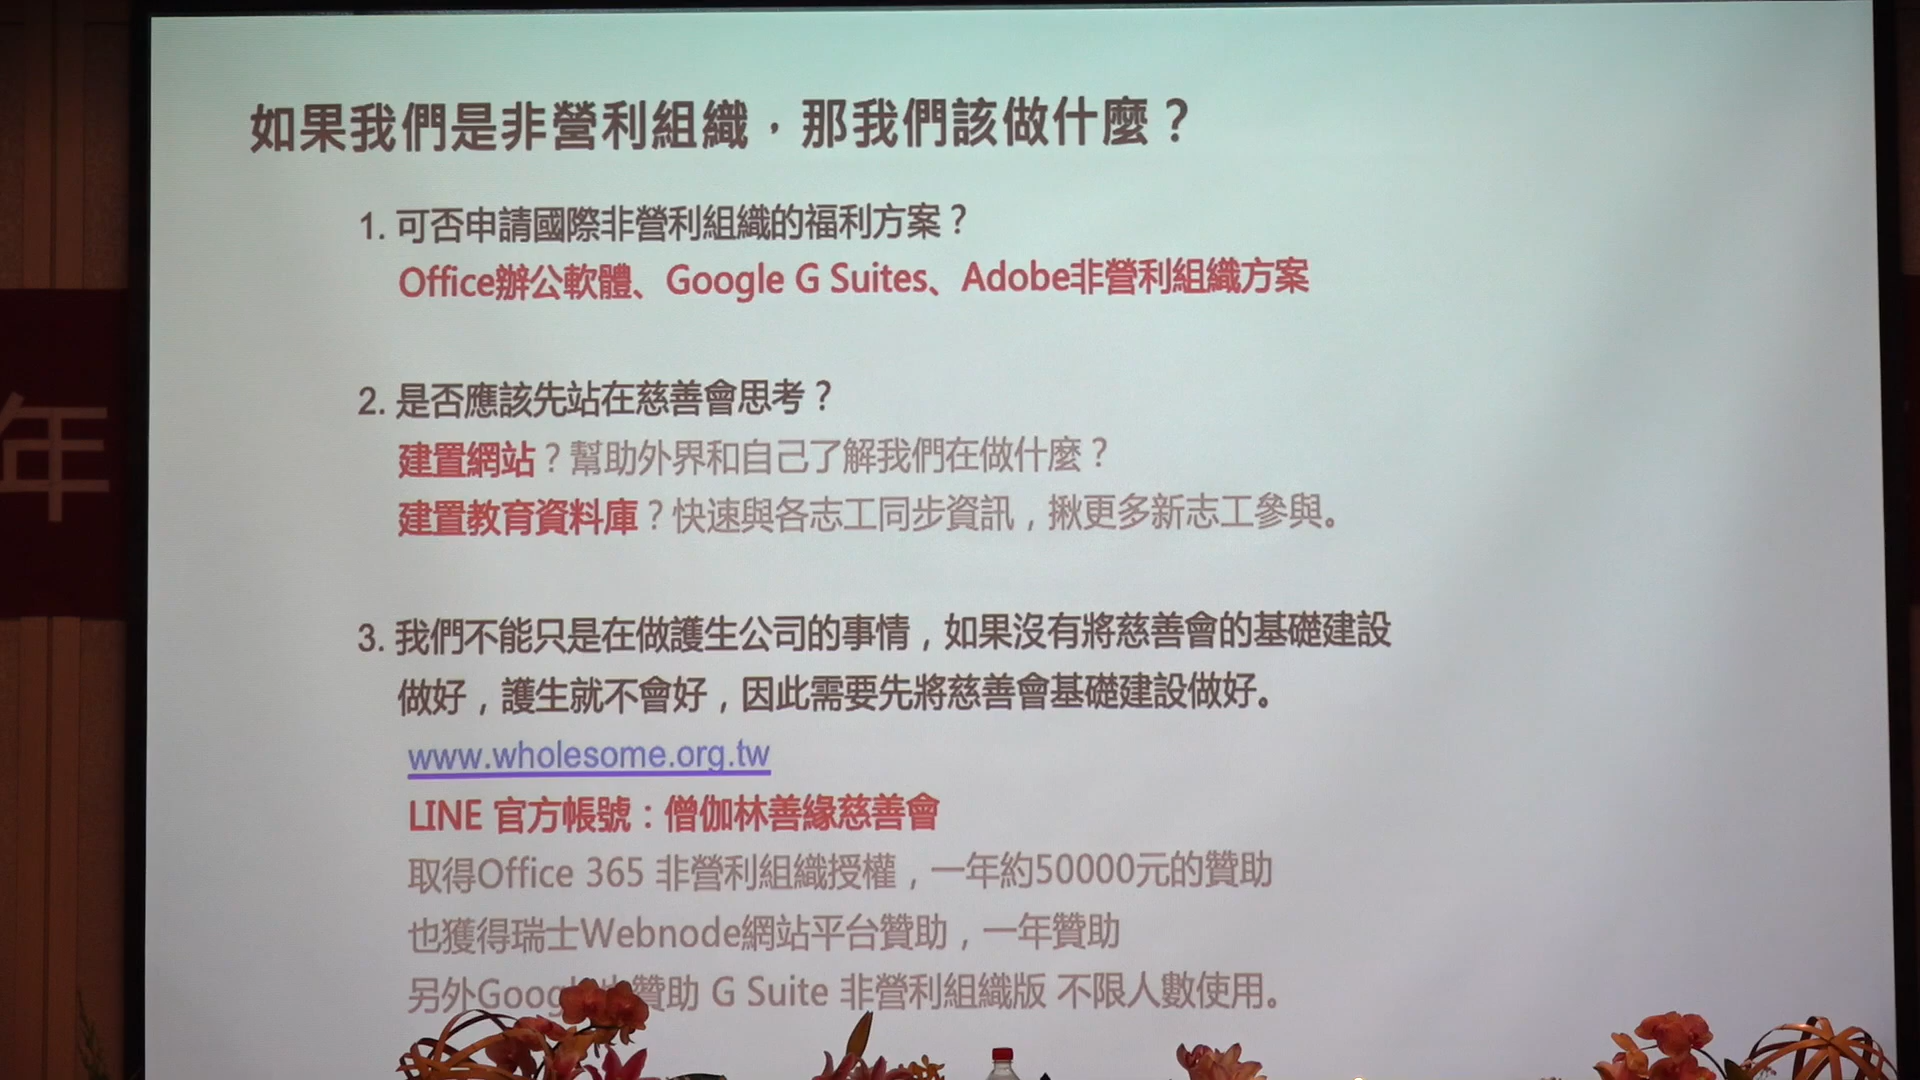 如果我們是非營利組織，那我們該做什麼？
1. 可否申請國際非營利組織的福利方案？
Office辦公軟體、Google G Suites、Adobe非營利組織方案
2. 是否應該先站在慈善會思考？
建置網站？幫助外界和自己了解我們在做什麼？
建置教育資料庫？快速與各志工同步資訊，揪更多新志工參與。
3. 我們不能只是在做護生公司的事情，如果沒有將慈善會的基礎建設
做好，護生就不會好，因此需要先將慈善會基礎建設做好。
www.wholesome.org.tw
LINE 官方帳號：僧伽林善緣慈善會
取得Office 365 非營利組織授權，一年約50000元的贊助
也獲得瑞士Webnode網站平台贊助，一年贊助
另外Google也贊助 G Suite 非營利組織版 不限人數使用。
年